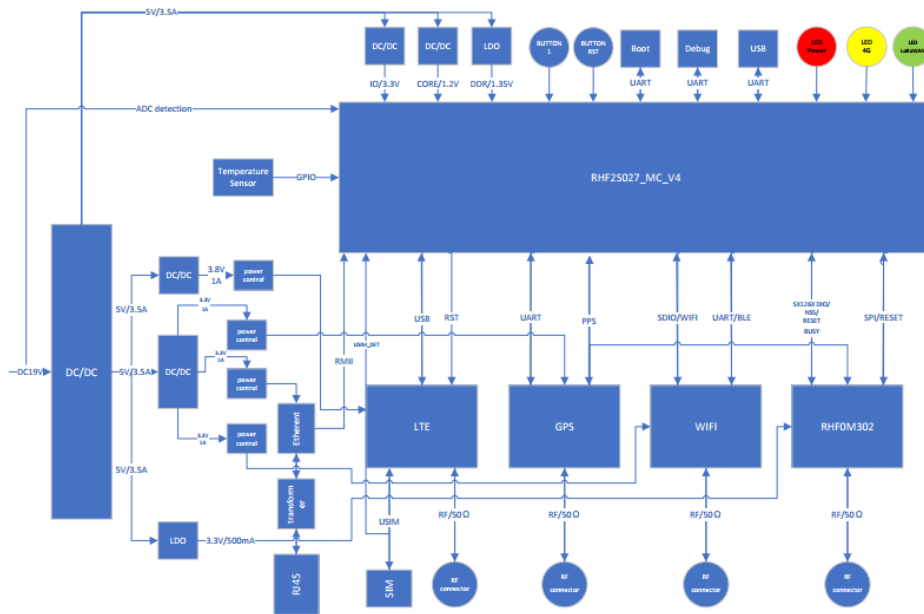 5V/3.5A
DC/DC
DC/DC
LDO
BUTTON
1
BUTTON
RST
Boot
Debug
USB
LED
Power
LED
4G
LED
LoRaWAN
IO/3.3V
CORE/1.2V
DDR/1.35V
UART
UART
UART
ADC detection
RHF2S027_MC_V4
Temperature
Sensor
GPIO
DC/DC
3.8V
1A
power
control
5V/3.5A
3.3V
1A
power
control
USB
RST
UART
PPS
SDIO/WIFI
UART/BLE
SX126X DIO/
NSS/
RESET
BUSY
SPI/RESET
USIM_DET
RMII
DC19V
DC/DC
5V/3.5A
DC/DC
3.3V
1A
power
control
LTE
GPS
WIFI
RHF0M302
3.3V
1A
power
control
Etherent
5V/3.5A
transform
er
USIM
RF/50Ω
RF/50Ω
RF/50Ω
RF/50Ω
LDO
3.3V/500mA
RJ45
SIM
RF
connector
RF
connector
RF
connector
RF
connector